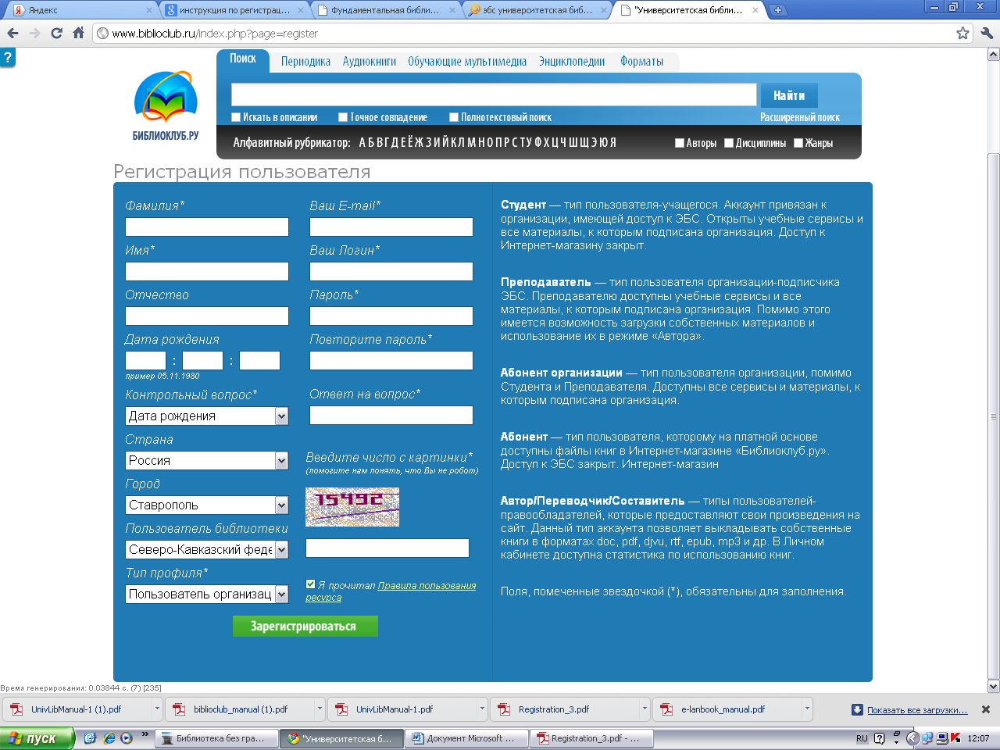 Яндекс
инструкция по регистрац...
Фундаментальная библи...
эбс университетская биб...
"Университетская библи...
www.biblioclub.ru/index.php?page=register
?
БИБЛИОКЛУБ.РУ
Поиск
Периодика Аудиокниги Обучающие мультимедиа Энциклопедии Форматы
Найти
Искать в описании Точное совпадение Полнотекстовый поиск Расширенный поиск
Алфавитный рубрикатор: А Б В Г Д Е Ё Ж З И Й К Л М Н О П Р С Т У Ф Х Ц Ч Ш Щ Э Ю Я Авторы Дисциплины Жанры
Регистрация пользователя
Фамилия*
Ваш E-mail*
Имя*
Ваш Логин*
Отчество
Пароль*
Дата рождения
Повторите пароль*
: :
пример 05.11.1980
Контрольный вопрос*
Ответ на вопрос*
Дата рождения
Страна
Россия
Город
Ставрополь
Пользователь библиотеки
Северо-Кавказский феде
Тип профиля*
Пользователь организац
Введите число с картинки*
(помогите нам понять, что Вы не робот)
15492
Я прочитал Правила пользования
ресурса
Зарегистрироваться
Студент — тип пользователя-учащегося. Аккаунт привязан к
организации, имеющей доступ к ЭБС. Открыты учебные сервисы и
все материалы, к которым подписана организация. Доступ к
Интернет-магазину закрыт.
Преподаватель — тип пользователя организации-подписчика
ЭБС. Преподавателю доступны учебные сервисы и все
материалы, к которым подписана организация. Помимо этого
имеется возможность загрузки собственных материалов и
использование их в режиме «Автора».
Абонент организации — тип пользователя организации, помимо
Студента и Преподавателя. Доступны все сервисы и материалы, к
которым подписана организация.
Абонент — тип пользователя, которому на платной основе
доступны файлы книг в Интернет-магазине «Библиоклуб.ру».
Доступ к ЭБС закрыт. Интернет-магазин
Автор/Переводчик/Составитель — типы пользователей-
правообладателей, которые предоставляют свои произведения на
сайт. Данный тип аккаунта позволяет выкладывать собственные
книги в форматах doc, pdf, djvu, rtf, epub, mp3 и др. В Личном
кабинете доступна статистика по использованию книг.
Поля, помеченные звездочкой (*), обязательны для заполнения.
Время генерирования: 0.03844 с. (7) [235]
UnivLibManual-1 (1).pdf
biblioclub_manual (1).pdf
UnivLibManual-1.pdf
Registration_3.pdf
e-lanbook_manual.pdf
Показать все загрузки...
пуск
Библиотека без гра...
"Университетская б...
Документ Microsoft ...
Registration_3.pdf - ...
RU
12:07